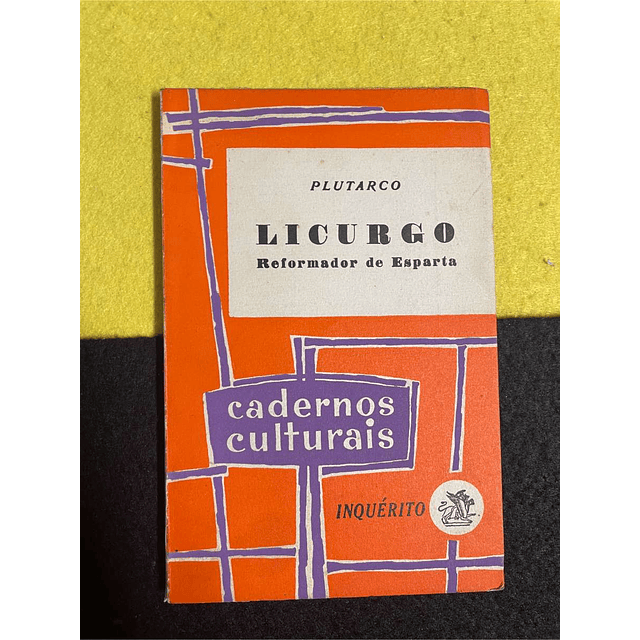 PLUTARCO
LICURGO
Reformador de Esparta
cadernos
culturais
INQUÉRITO